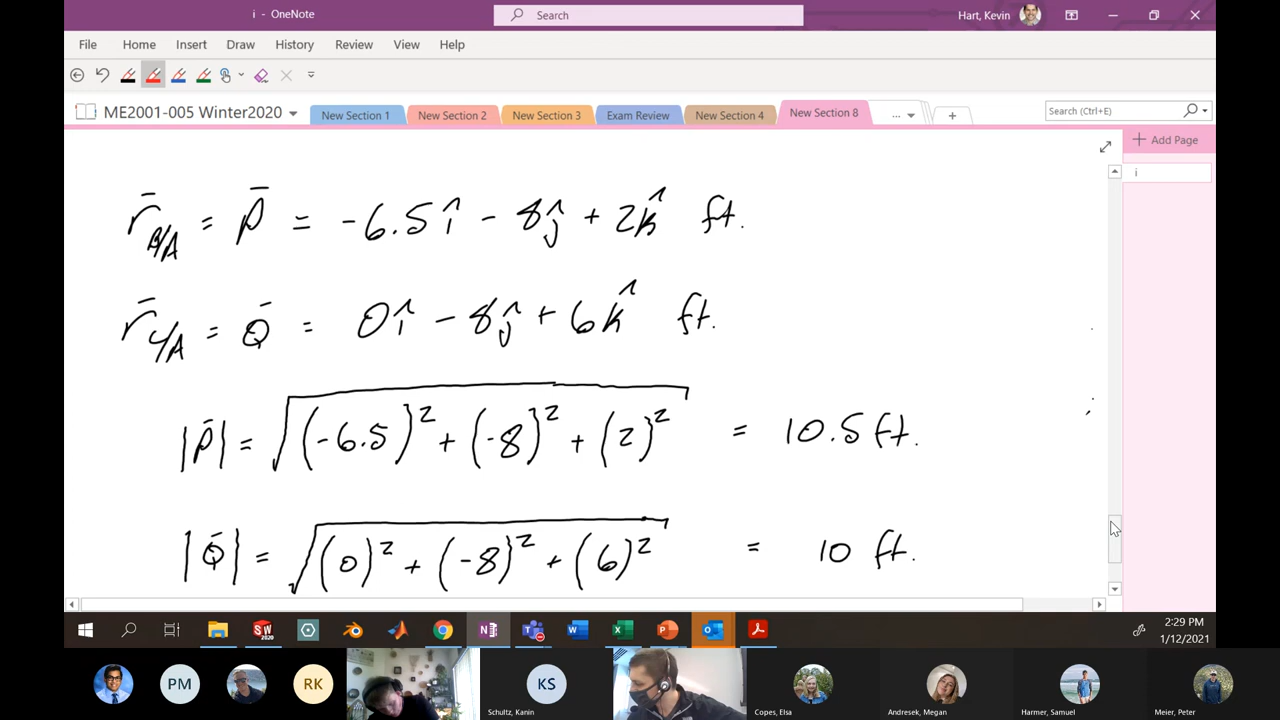 i - OneNote
Search
Hart, Kevin
File Home Insert Draw History Review View Help
ME2001-005 Winter2020
New Section 1 New Section 2 New Section 3 Exam Review New Section 4 New Section 8 ...
Search (Ctrl+E)
Add Page
i
r̄_B/A = P̄ = -6.5î - 8ĵ + 2k̂ ft.
r̄_C/A = Q̄ = 0î - 8ĵ + 6k̂ ft.
|P̄| = √(-6.5)² + (-8)² + (2)² = 10.5 ft.
|Q̄| = √(0)² + (-8)² + (6)² = 10 ft.
SW 2020
2:29 PM
1/12/2021
PM
RK
KS
Schultz, Kanin
Copes, Elsa
Andresek, Megan
Harmer, Samuel
Meier, Peter